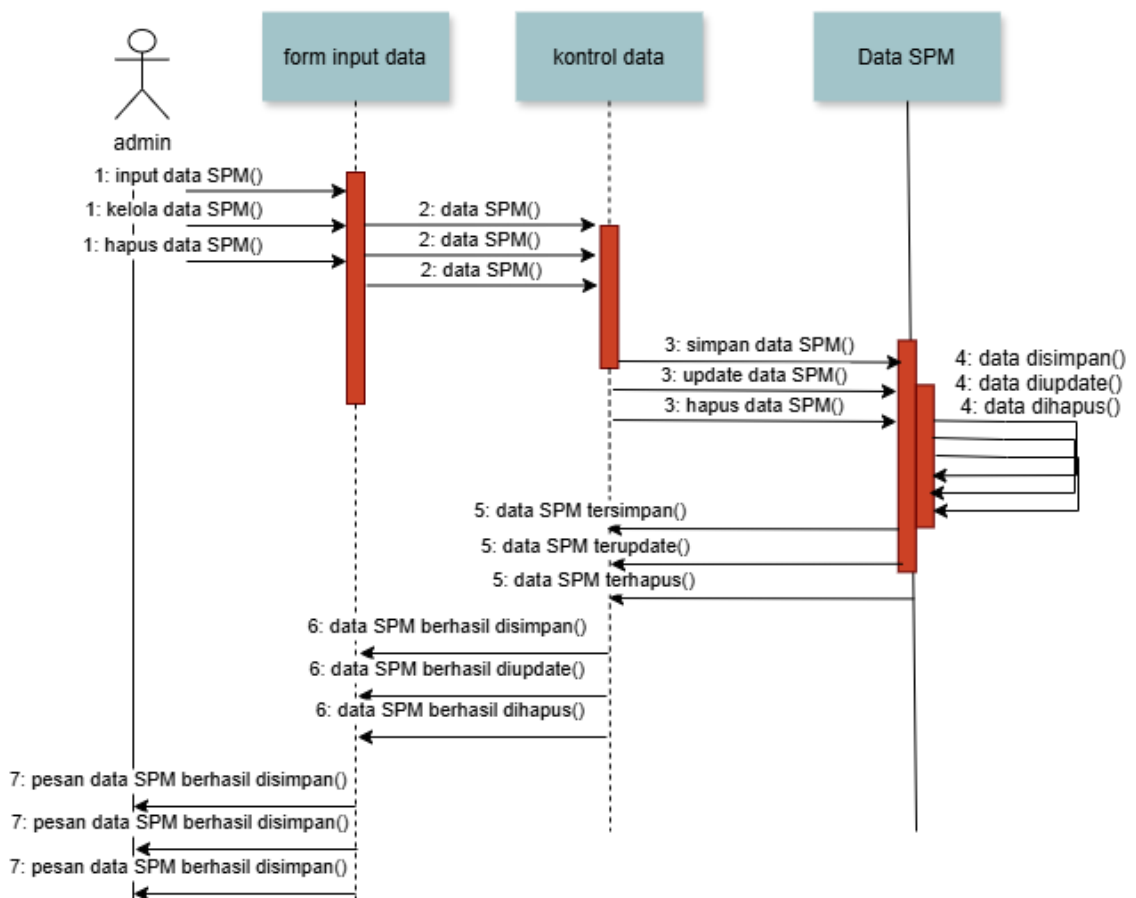 form input data
kontrol data
Data SPM
admin
1: input data SPM()
1: kelola data SPM()
1: hapus data SPM()
2: data SPM()
2: data SPM()
2: data SPM()
3: simpan data SPM()
3: update data SPM()
3: hapus data SPM()
4: data disimpan()
4: data diupdate()
4: data dihapus()
5: data SPM tersimpan()
5: data SPM terupdate()
5: data SPM terhapus()
6: data SPM berhasil disimpan()
6: data SPM berhasil diupdate()
6: data SPM berhasil dihapus()
7: pesan data SPM berhasil disimpan()
7: pesan data SPM berhasil disimpan()
7: pesan data SPM berhasil disimpan()